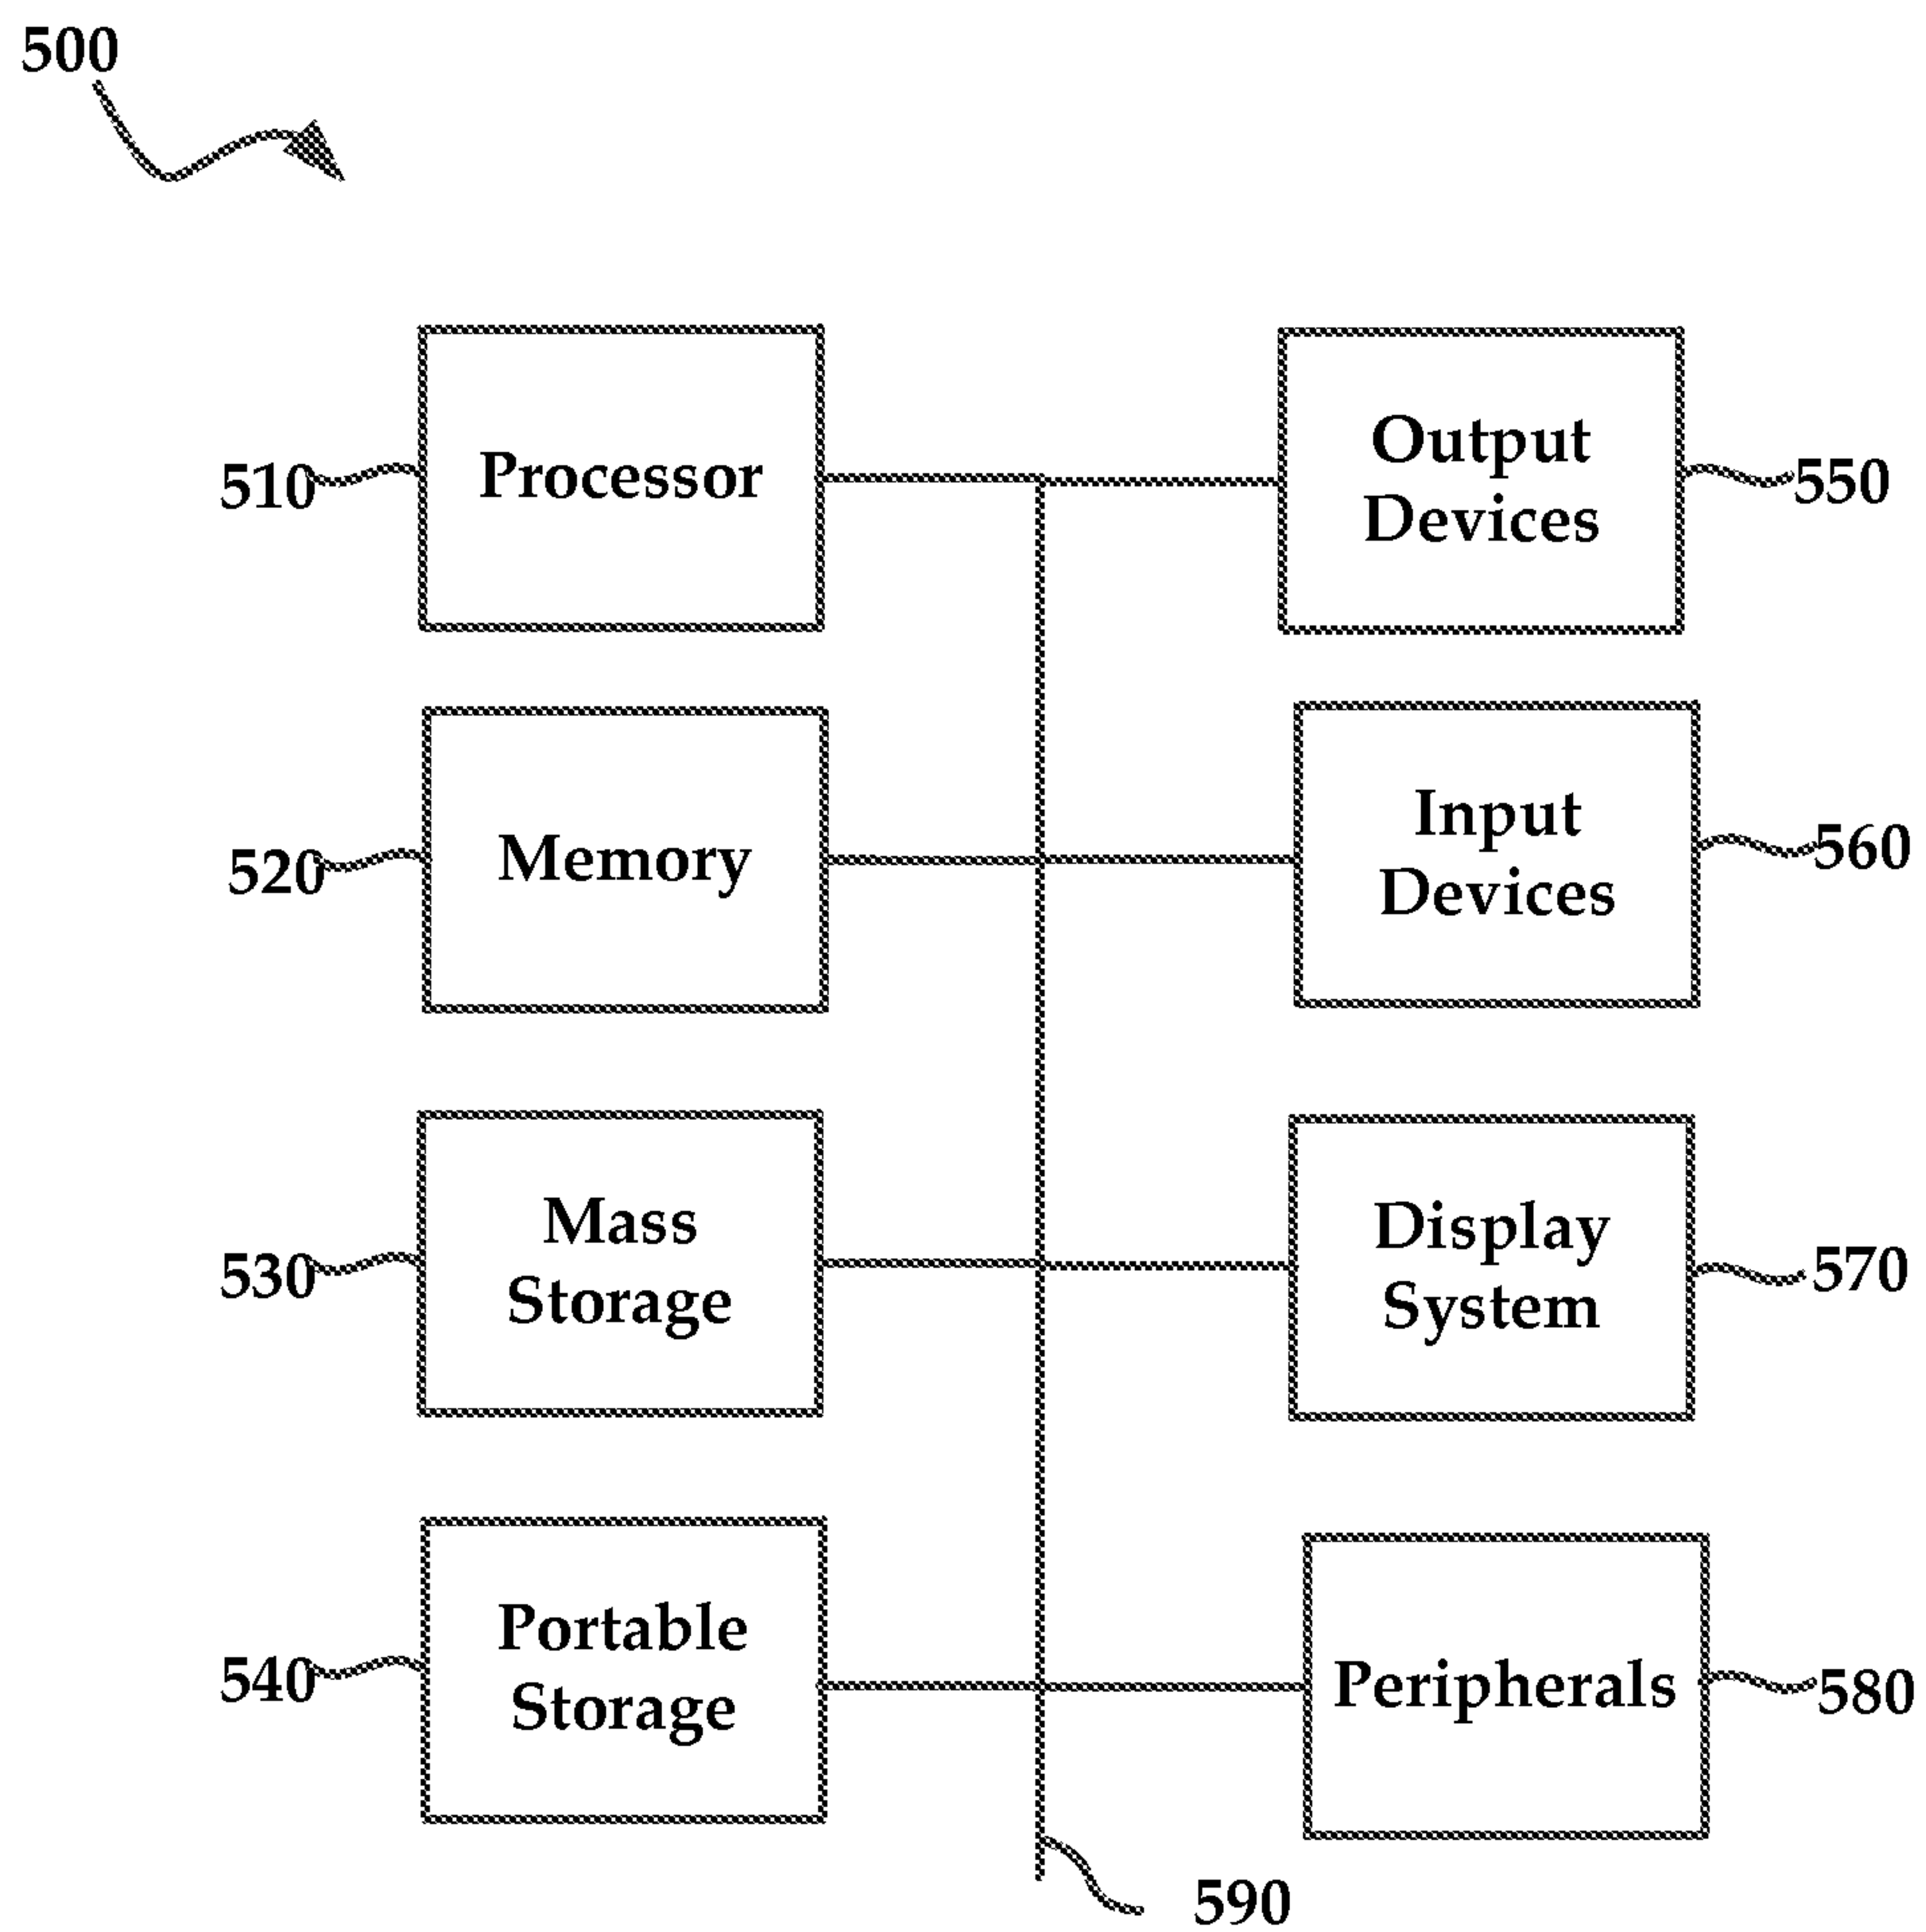 500
510
Processor
Output
Devices
550
520
Memory
Input
Devices
560
530
Mass
Storage
Display
System
570
540
Portable
Storage
Peripherals
580
590